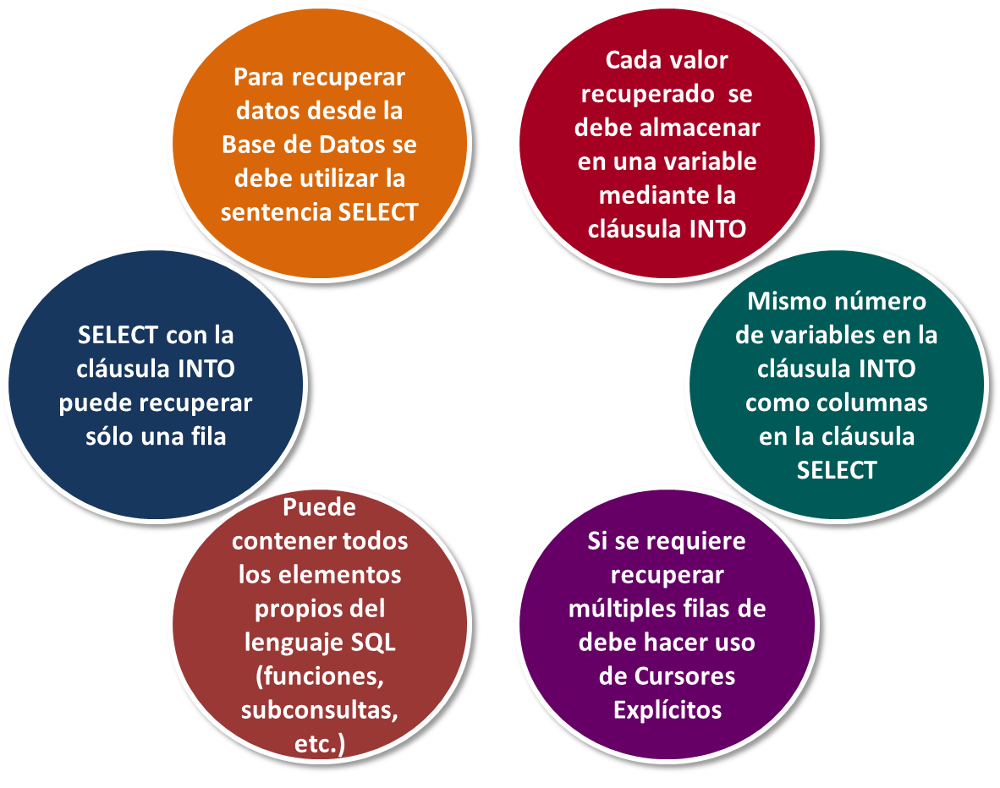 Para recuperar
datos desde la
Base de Datos se
debe utilizar la
sentencia SELECT
Cada valor
recuperado  se
debe almacenar
en una variable
mediante la
cláusula INTO
SELECT con la
cláusula INTO
puede recuperar
sólo una fila
Mismo número
de variables en la
cláusula INTO
como columnas
en la cláusula
SELECT
Puede
contener todos
los elementos
propios del
lenguaje SQL
(funciones,
subconsultas,
etc.)
Si se requiere
recuperar
múltiples filas de
debe hacer uso
de Cursores
Explícitos